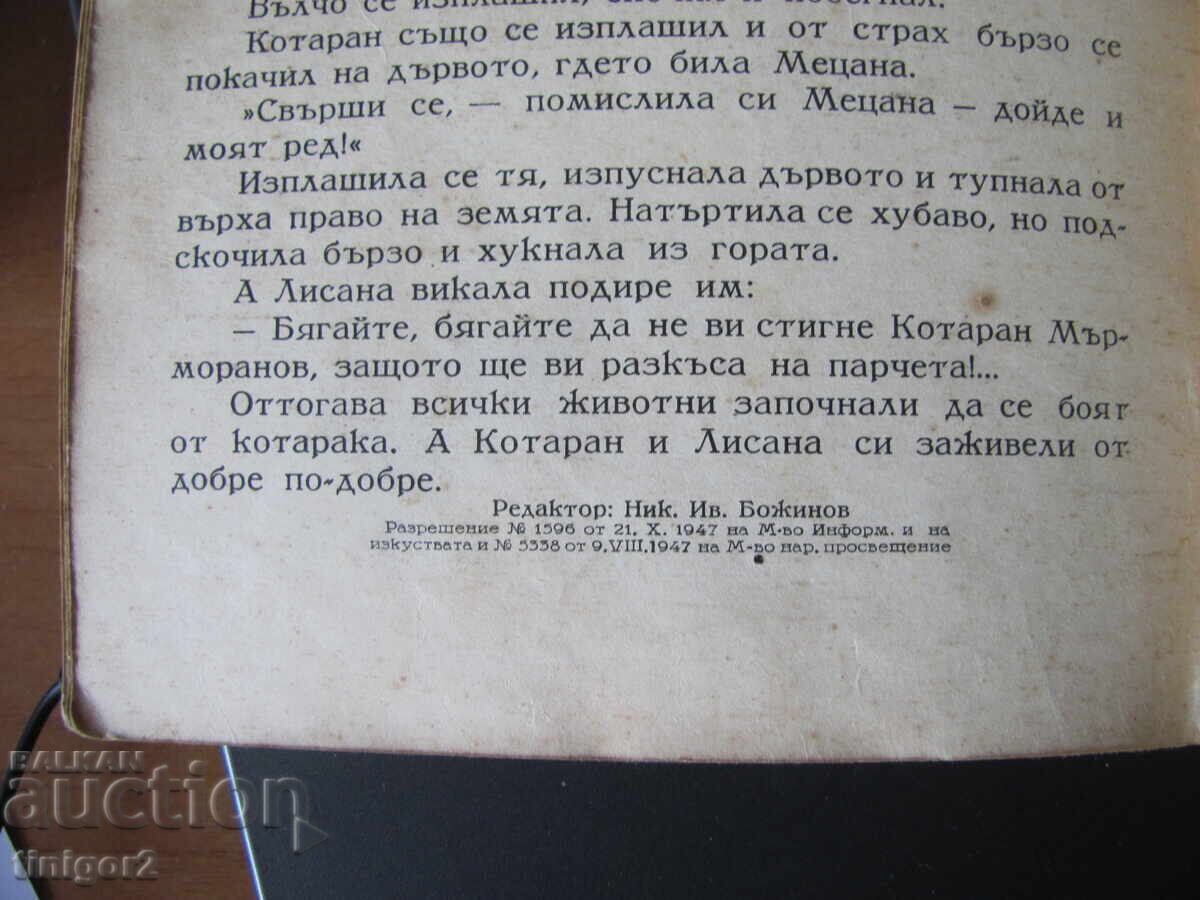 Вълчо се изплашил,
Котаран също се изплашил и от страх бързо се
покачил на дървото, гдето била Мецана.
»Свърши се, — помислила си Мецана — дойде и
моят ред!«
Изплашила се тя, изпуснала дървото и тупнала от
върха право на земята. Натъртила се хубаво, но под-
скочила бързо и хукнала из гората.
А Лисана викала подире им:
— Бягайте, бягайте да не ви стигне Котаран Мър-
моранов, защото ще ви разкъса на парчета!...
Оттогава всички животни започнали да се боят
от котарака. А Котаран и Лисана си заживели от
добре по-добре.
Редактор: Ник. Ив. Божинов
Разрешение № 1596 от 21. X. 1947 на М-во Информ. и на
изкуствата и № 5338 от 9.VIII.1947 на М-во нар. просвещение
BALKAN
auction
tinigor2